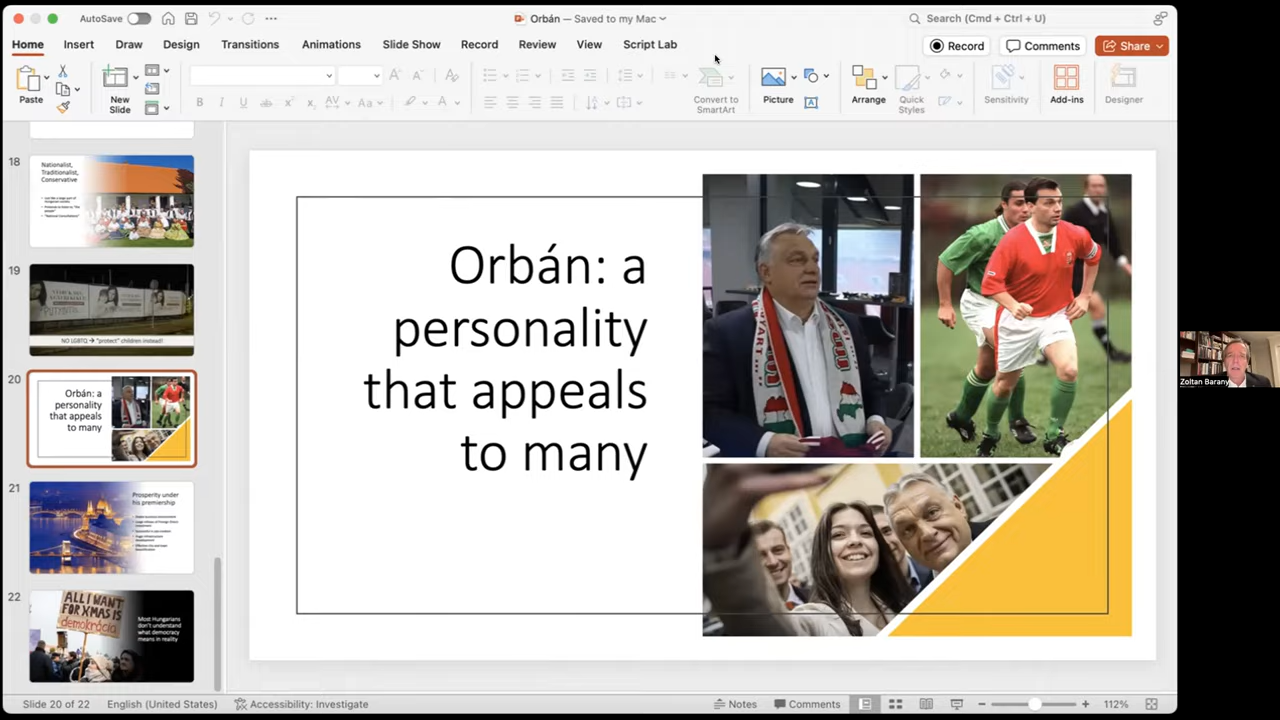 AutoSave
Orbán — Saved to my Mac
Search (Cmd + Ctrl + U)
Home
Insert
Draw
Design
Transitions
Animations
Slide Show
Record
Review
View
Script Lab
Record
Comments
Share
Paste
New
Slide
B
I
U
ab
AV
Aa
A
Convert to
SmartArt
Picture
Arrange
Quick
Styles
Sensitivity
Add-ins
Designer
18
Nationalist,
Traditionalist,
Conservative
19
NO LGBTQ → "protect" children instead!
20
Orbán: a
personality
that appeals
to many
21
Prosperity under
his premiership
22
ALL I WANT
FOR XMAS IS
demokrácia
Most Hungarians
don't understand
what democracy
means in reality
Orbán: a
personality
that appeals
to many
Zoltan Barany
Slide 20 of 22
English (United States)
Accessibility: Investigate
Notes
Comments
112%